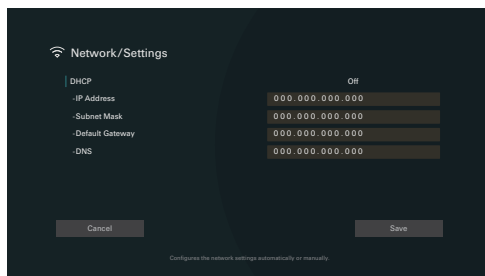 Network/Settings
DHCP Off
-IP Address 000.000.000.000
-Subnet Mask 000.000.000.000
-Default Gateway 000.000.000.000
-DNS 000.000.000.000
Cancel Save
Configures the network settings automatically or manually.